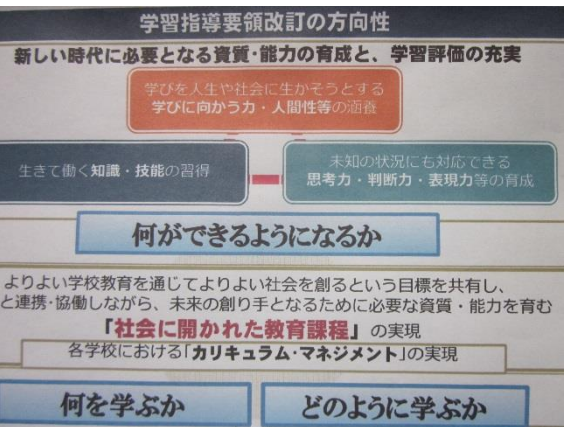 学習指導要領改訂の方向性
新しい時代に必要となる資質・能力の育成と、学習評価の充実
学びを人生や社会に生かそうとする
学びに向かう力・人間性等の涵養
生きて働く知識・技能の習得
未知の状況にも対応できる
思考力・判断力・表現力等の育成
何ができるようになるか
よりよい学校教育を通じてよりよい社会を創るという目標を共有し、
と連携・協働しながら、未来の創り手となるために必要な資質・能力を育む
「社会に開かれた教育課程」の実現
各学校における「カリキュラム・マネジメント」の実現
何を学ぶか
どのように学ぶか